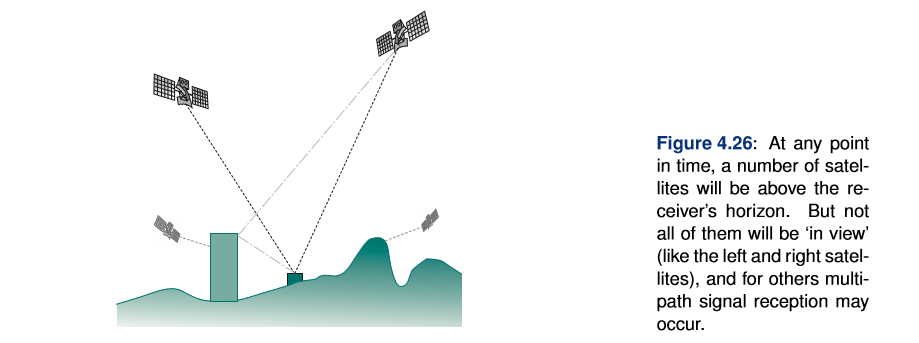 Figure 4.26: At any point
in time, a number of satel-
lites will be above the re-
ceiver's horizon. But not
all of them will be 'in view'
(like the left and right satel-
lites), and for others multi-
path signal reception may
occur.